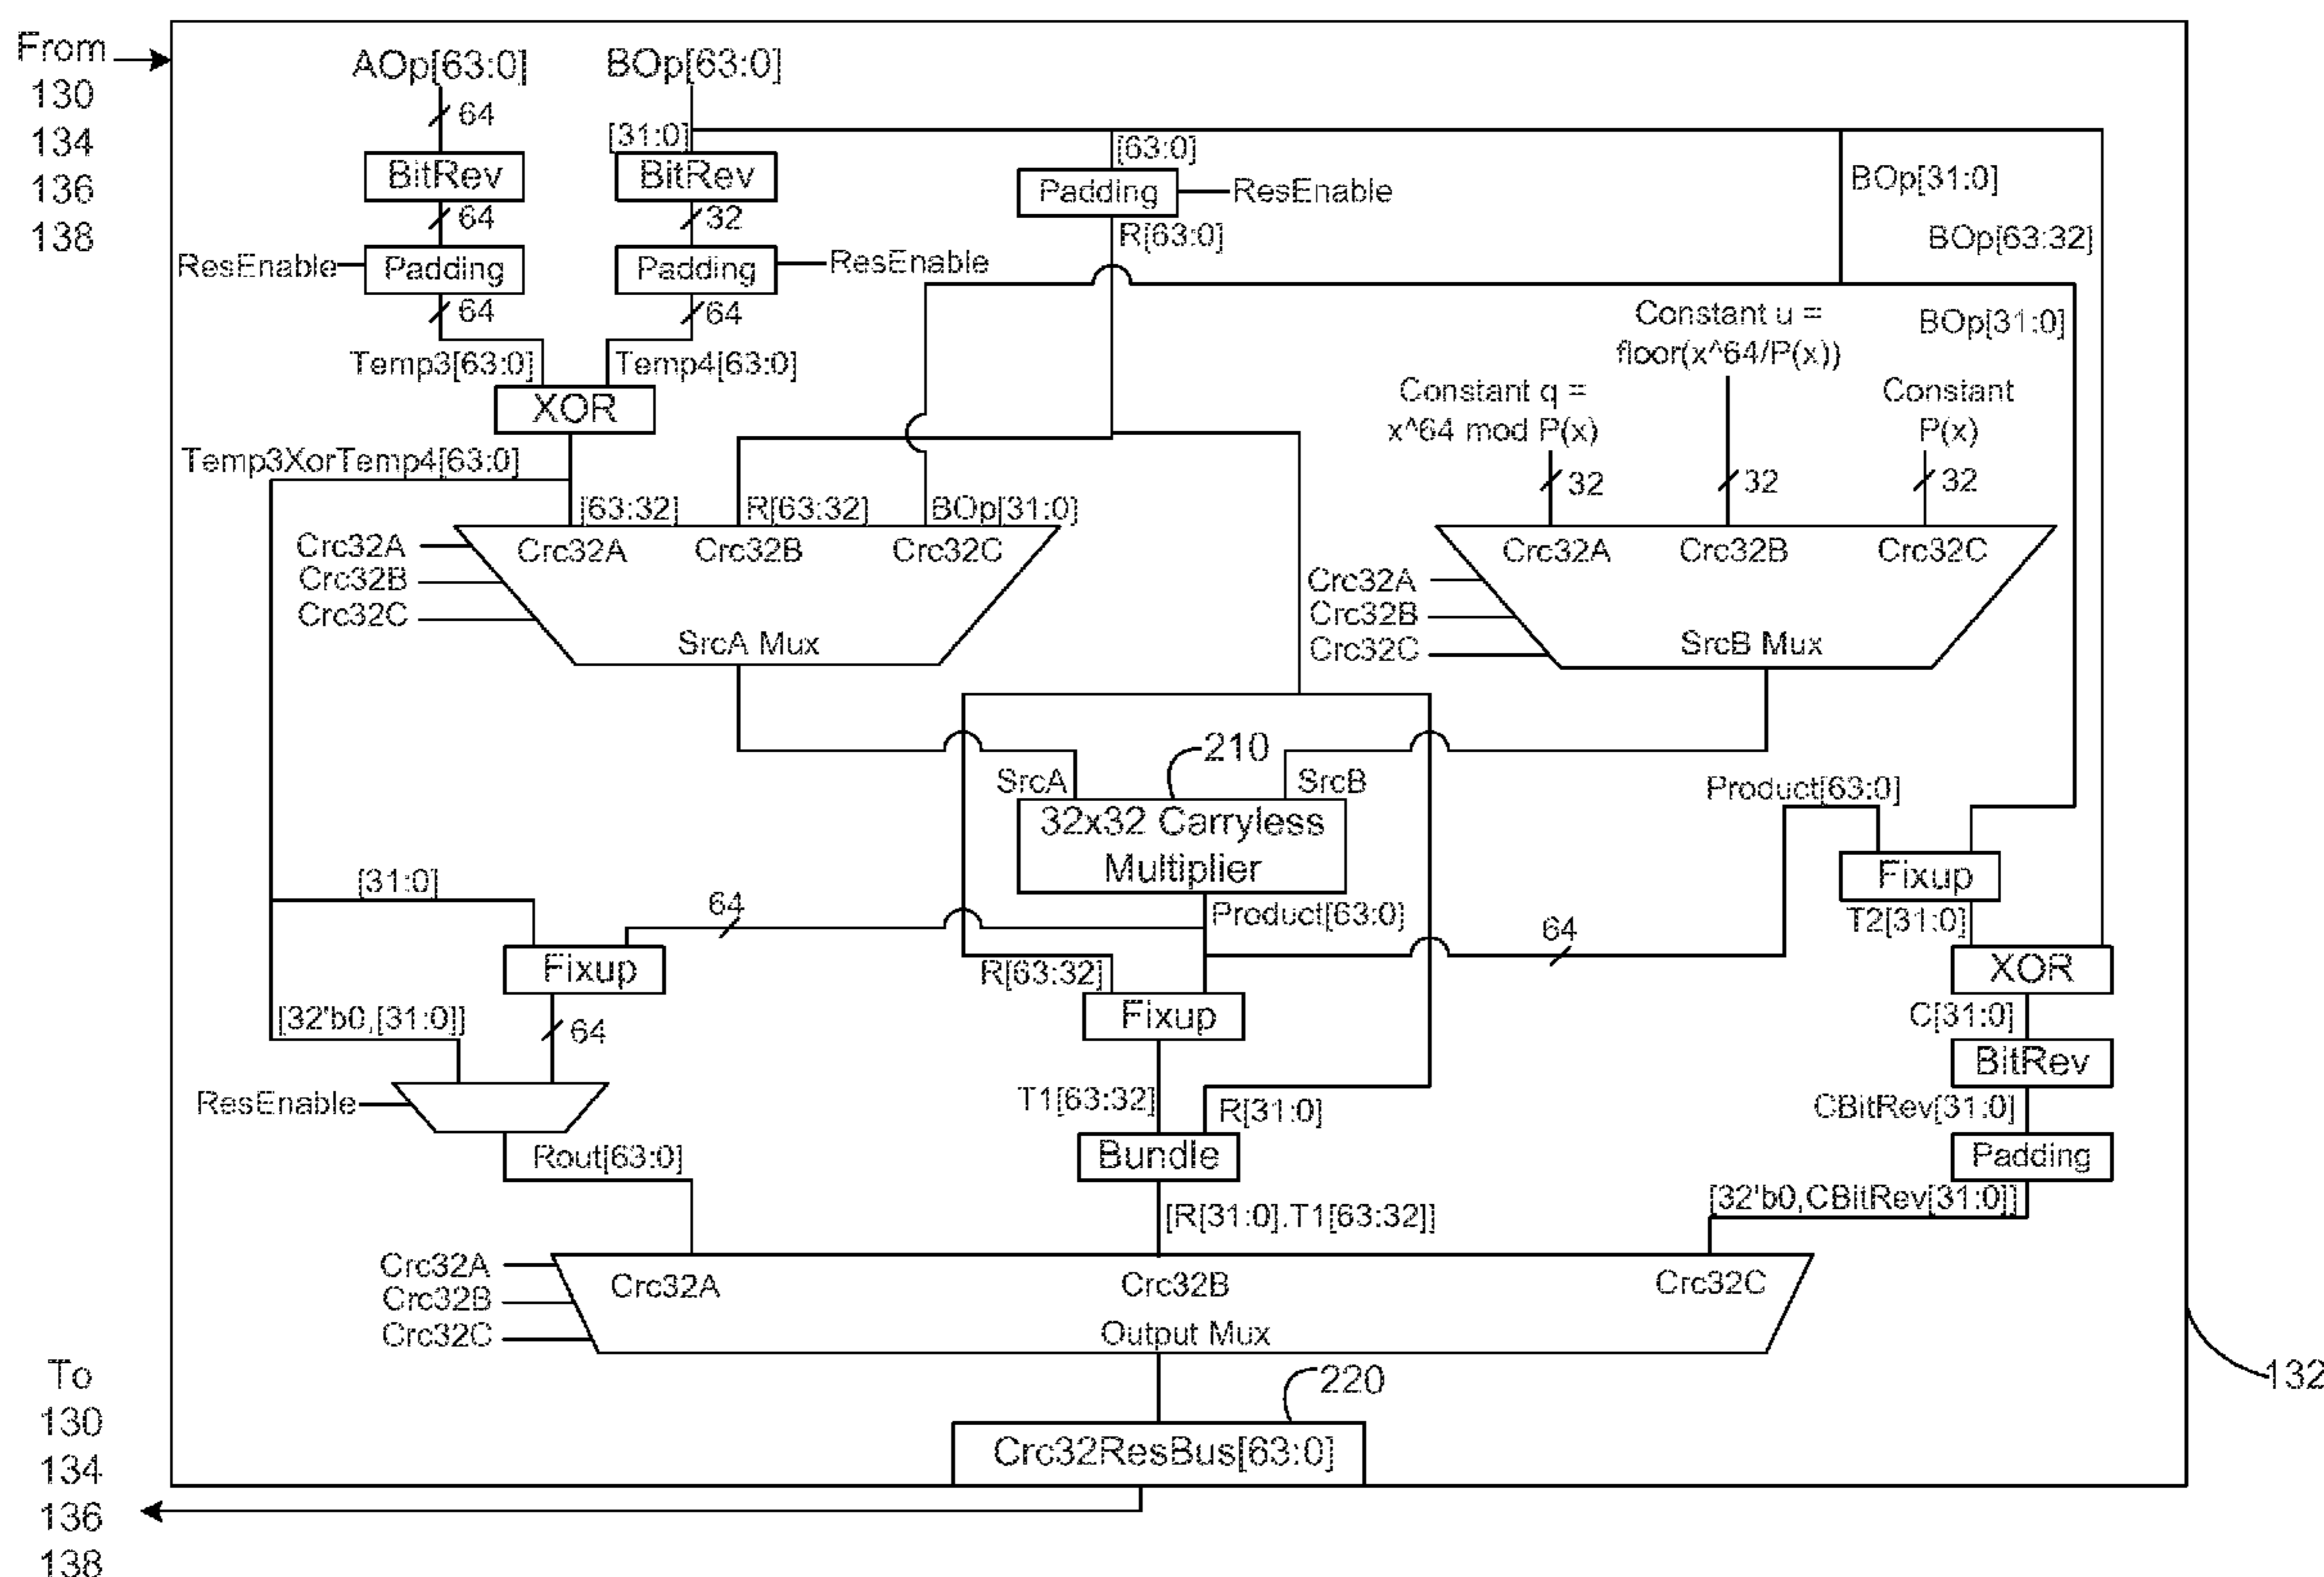 From
130
134
136
138
AOp[63:0]
BOp[63:0]
64
[31:0]
BitRev
BitRev
[63:0]
Padding
ResEnable
BOp[31:0]
64
32
R[63:0]
BOp[63:32]
ResEnable
Padding
Padding
ResEnable
64
64
Constant u =
floor(x^64/P(x))
BOp[31:0]
Temp3[63:0]
Temp4[63:0]
XOR
Constant q =
x^64 mod P(x)
Constant
P(x)
Temp3XorTemp4[63:0]
32
32
32
[63:32]
R[63:32]
BOp[31:0]
Crc32A
Crc32B
Crc32C
Crc32A
Crc32B
Crc32C
SrcA Mux
Crc32A
Crc32B
Crc32C
Crc32A
Crc32B
Crc32C
SrcB Mux
210
SrcA
SrcB
32x32 Carryless
Multiplier
Product[63:0]
Product[63:0]
[31:0]
64
64
Fixup
T2[31:0]
Fixup
R[63:32]
Fixup
XOR
[32'b0,[31:0]]
64
C[31:0]
BitRev
ResEnable
T1[63:32]
R[31:0]
CBitRev[31:0]
Rout[63:0]
Bundle
Padding
[R[31:0].T1[63:32]]
[32'b0,CBitRev[31:0]]
Crc32A
Crc32B
Crc32C
Crc32A
Crc32B
Crc32C
Output Mux
220
132
Crc32ResBus[63:0]
To
130
134
136
138